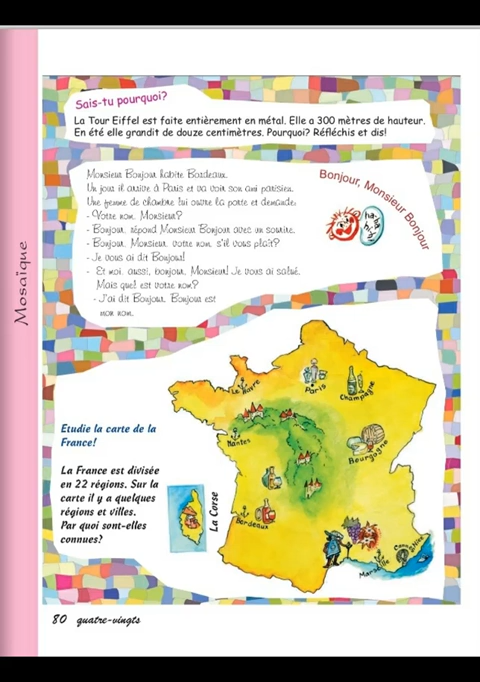 Sais-tu pourquoi?
La Tour Eiffel est faite entièrement en métal. Elle a 300 mètres de hauteur.
En été elle grandit de douze centimètres. Pourquoi? Réfléchis et dis!
Monsieur Bonjour habite Bordeaux.
Un jour il arrive à Paris et va voir son ami parisien.
Une femme de chambre lui ouvre la porte et demande:
- Votre nom, Monsieur?
- Bonjour, répond Monsieur Bonjour avec un sourire.
- Bonjour, Monsieur, votre nom, s'il vous plaît?
- Je vous ai dit Bonjour!
- Et moi, aussi, bonjour, Monsieur! Je vous ai salué.
Mais quel est votre nom?
- J'ai dit Bonjour. Bonjour est
mon nom.
Bonjour, Monsieur Bonjour
ha-ha
hi
Mosaïque
Etudie la carte de la
France!
La France est divisée
en 22 régions. Sur la
carte il y a quelques
régions et villes.
Par quoi sont-elles
connues?
La Corse
Le Havre
Paris
Champagne
Nantes
Bourgogne
Bordeaux
Marseille
Nice
80 quatre-vingts